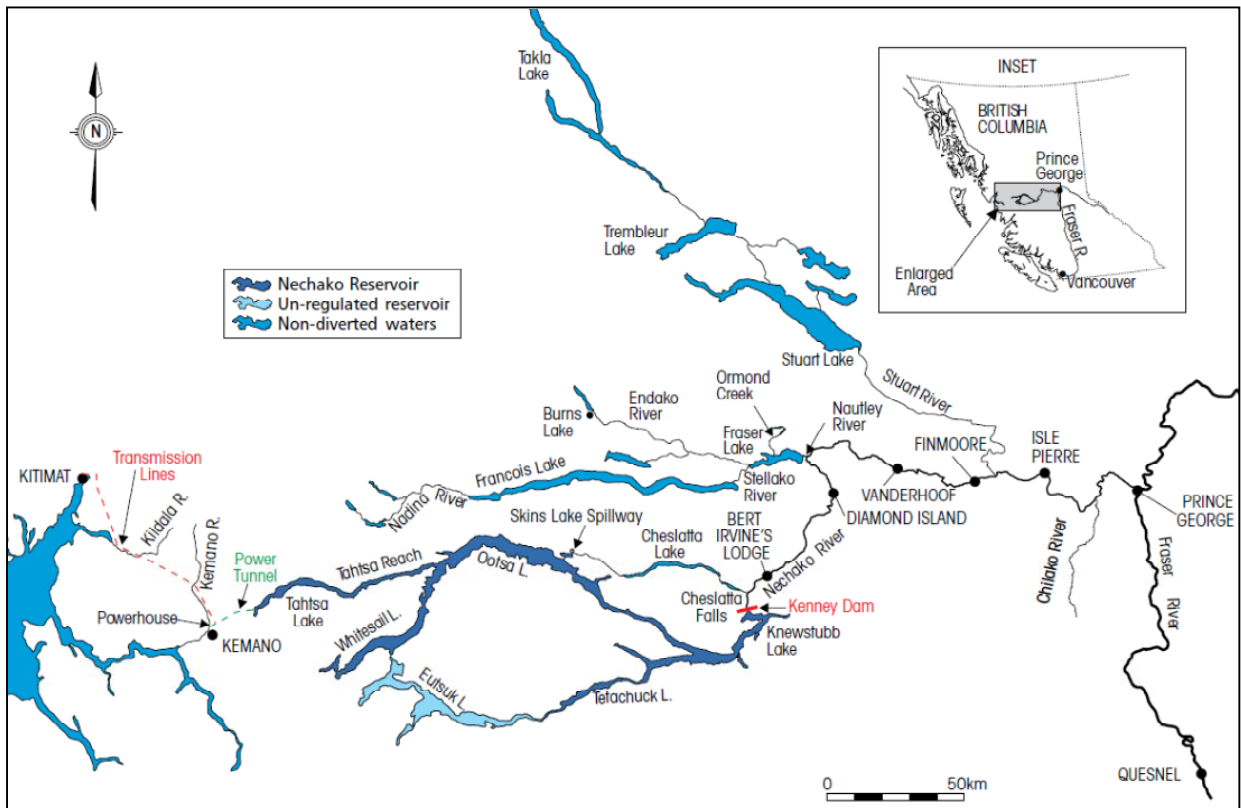 INSET
BRITISH
COLUMBIA
Prince
George
Fraser R.
Vancouver
Enlarged
Area
N
Takla
Lake
Trembleur
Lake
Nechako Reservoir
Un-regulated reservoir
Non-diverted waters
Stuart Lake
Stuart River
Ormond
Creek
Nautley
River
Endako
River
Burns
Lake
Fraser
Lake
FINMOORE
ISLE
PIERRE
Francois Lake
Stellako
River
Nadina River
VANDERHOOF
DIAMOND ISLAND
PRINCE
GEORGE
KITIMAT
Transmission
Lines
Kildala R.
Kemano R.
Skins Lake Spillway
Cheslatta
Lake
BERT
IRVINE'S
LODGE
Nechako River
Chilako River
Fraser
River
Power
Tunnel
Tahtsa Reach
Ootsa L.
Tahtsa
Lake
Powerhouse
KEMANO
Whitesail L.
Cheslatta
Falls
Kenney Dam
Knewstubb
Lake
Eutsuk L.
Tetachuck L.
QUESNEL
0 50km